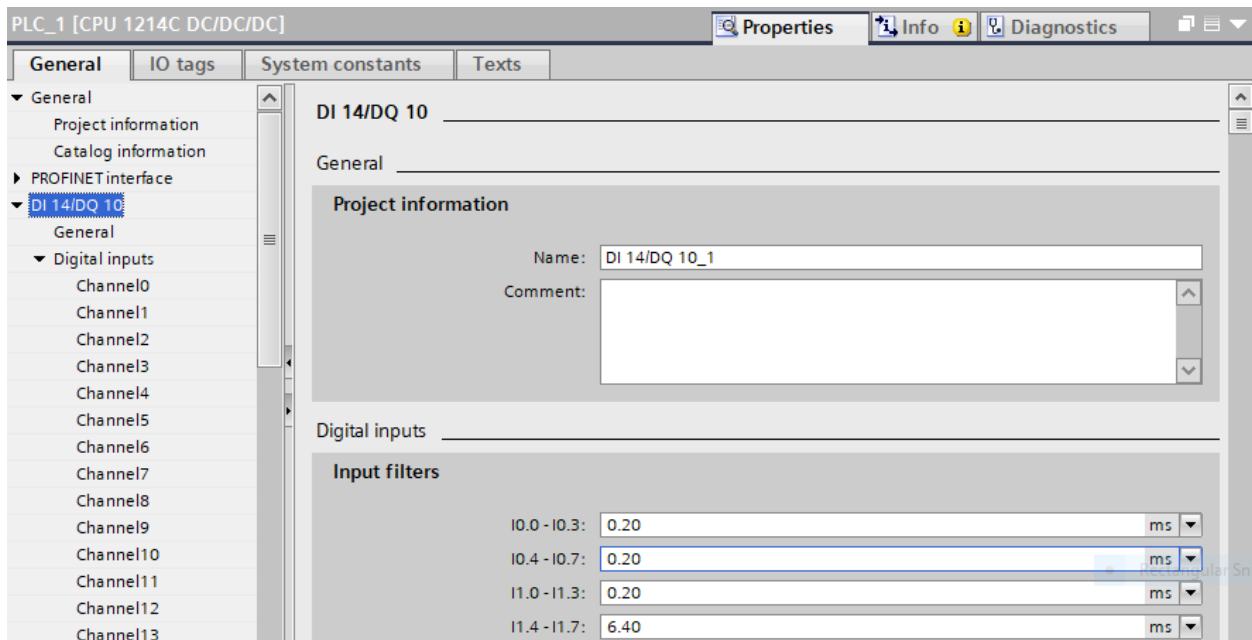 PLC_1 [CPU 1214C DC/DC/DC]
Properties
Info
Diagnostics
General
IO tags
System constants
Texts
General
Project information
Catalog information
PROFINET interface
DI 14/DQ 10
General
Digital inputs
Channel0
Channel1
Channel2
Channel3
Channel4
Channel5
Channel6
Channel7
Channel8
Channel9
Channel10
Channel11
Channel12
Channel13
DI 14/DQ 10
General
Project information
Name: DI 14/DQ 10_1
Comment:
Digital inputs
Input filters
I0.0 - I0.3: 0.20 ms
I0.4 - I0.7: 0.20 ms
I1.0 - I1.3: 0.20 ms
I1.4 - I1.7: 6.40 ms
Rectangular Sn